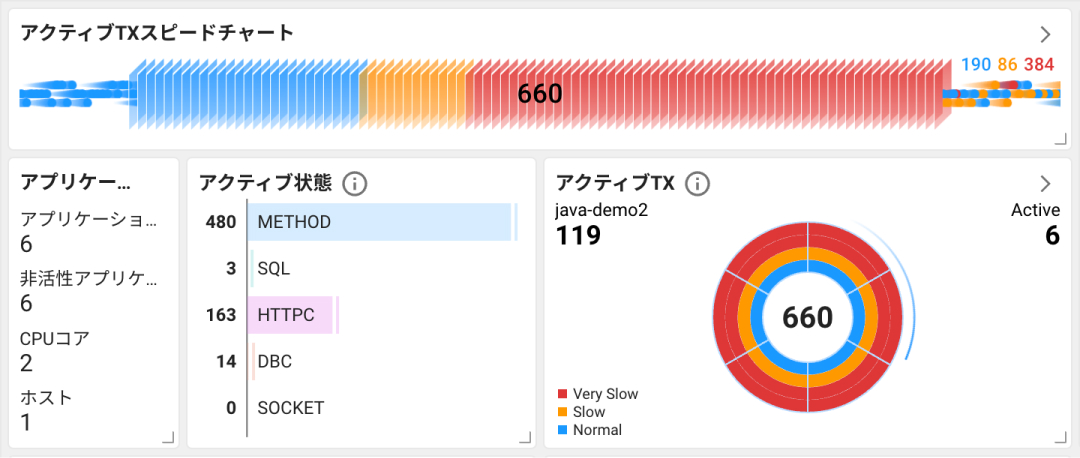 アクティブTXスピードチャート
190 86 384
660
アプリケー...
アプリケーショ...
6
非活性アプリケ...
6
CPUコア
2
ホスト
1
アクティブ状態
480 METHOD
3 SQL
163 HTTPC
14 DBC
0 SOCKET
アクティブTX
java-demo2
119
Active
6
660
Very Slow
Slow
Normal